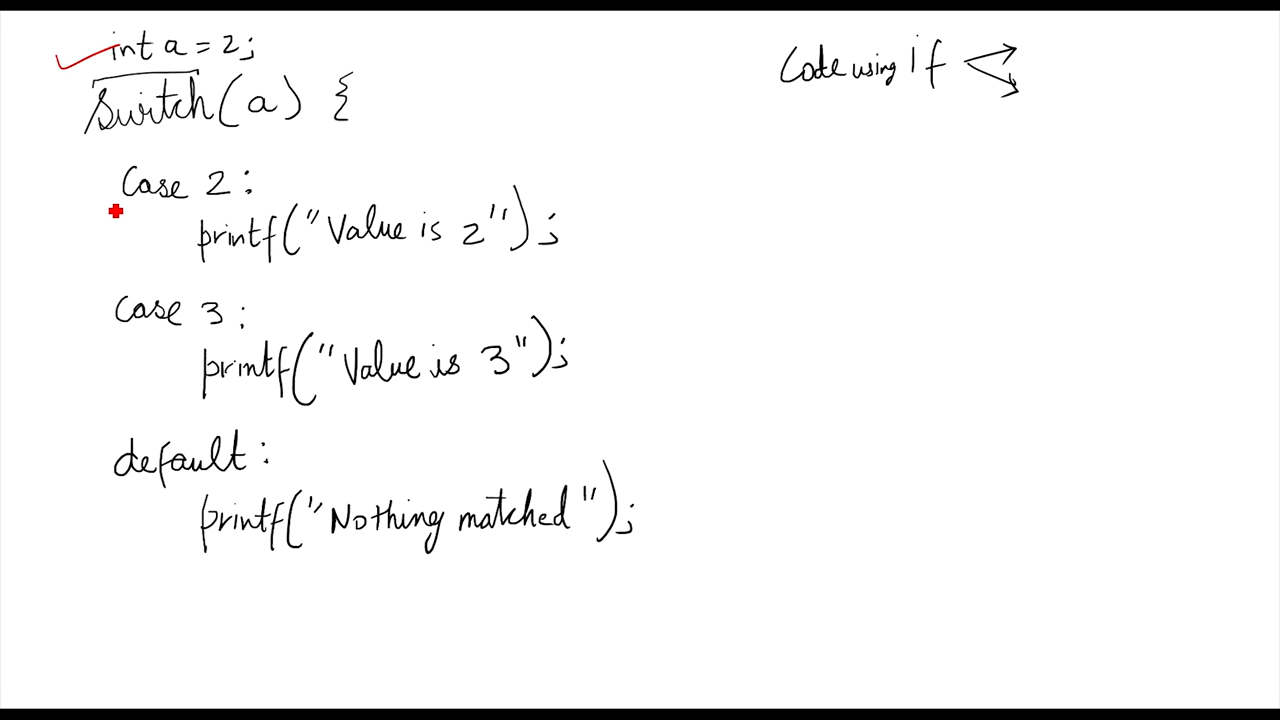 int a = 2;
Switch(a) {
Case 2:
printf("Value is 2");
Case 3:
printf("Value is 3");
default:
printf("Nothing matched");
Code using if